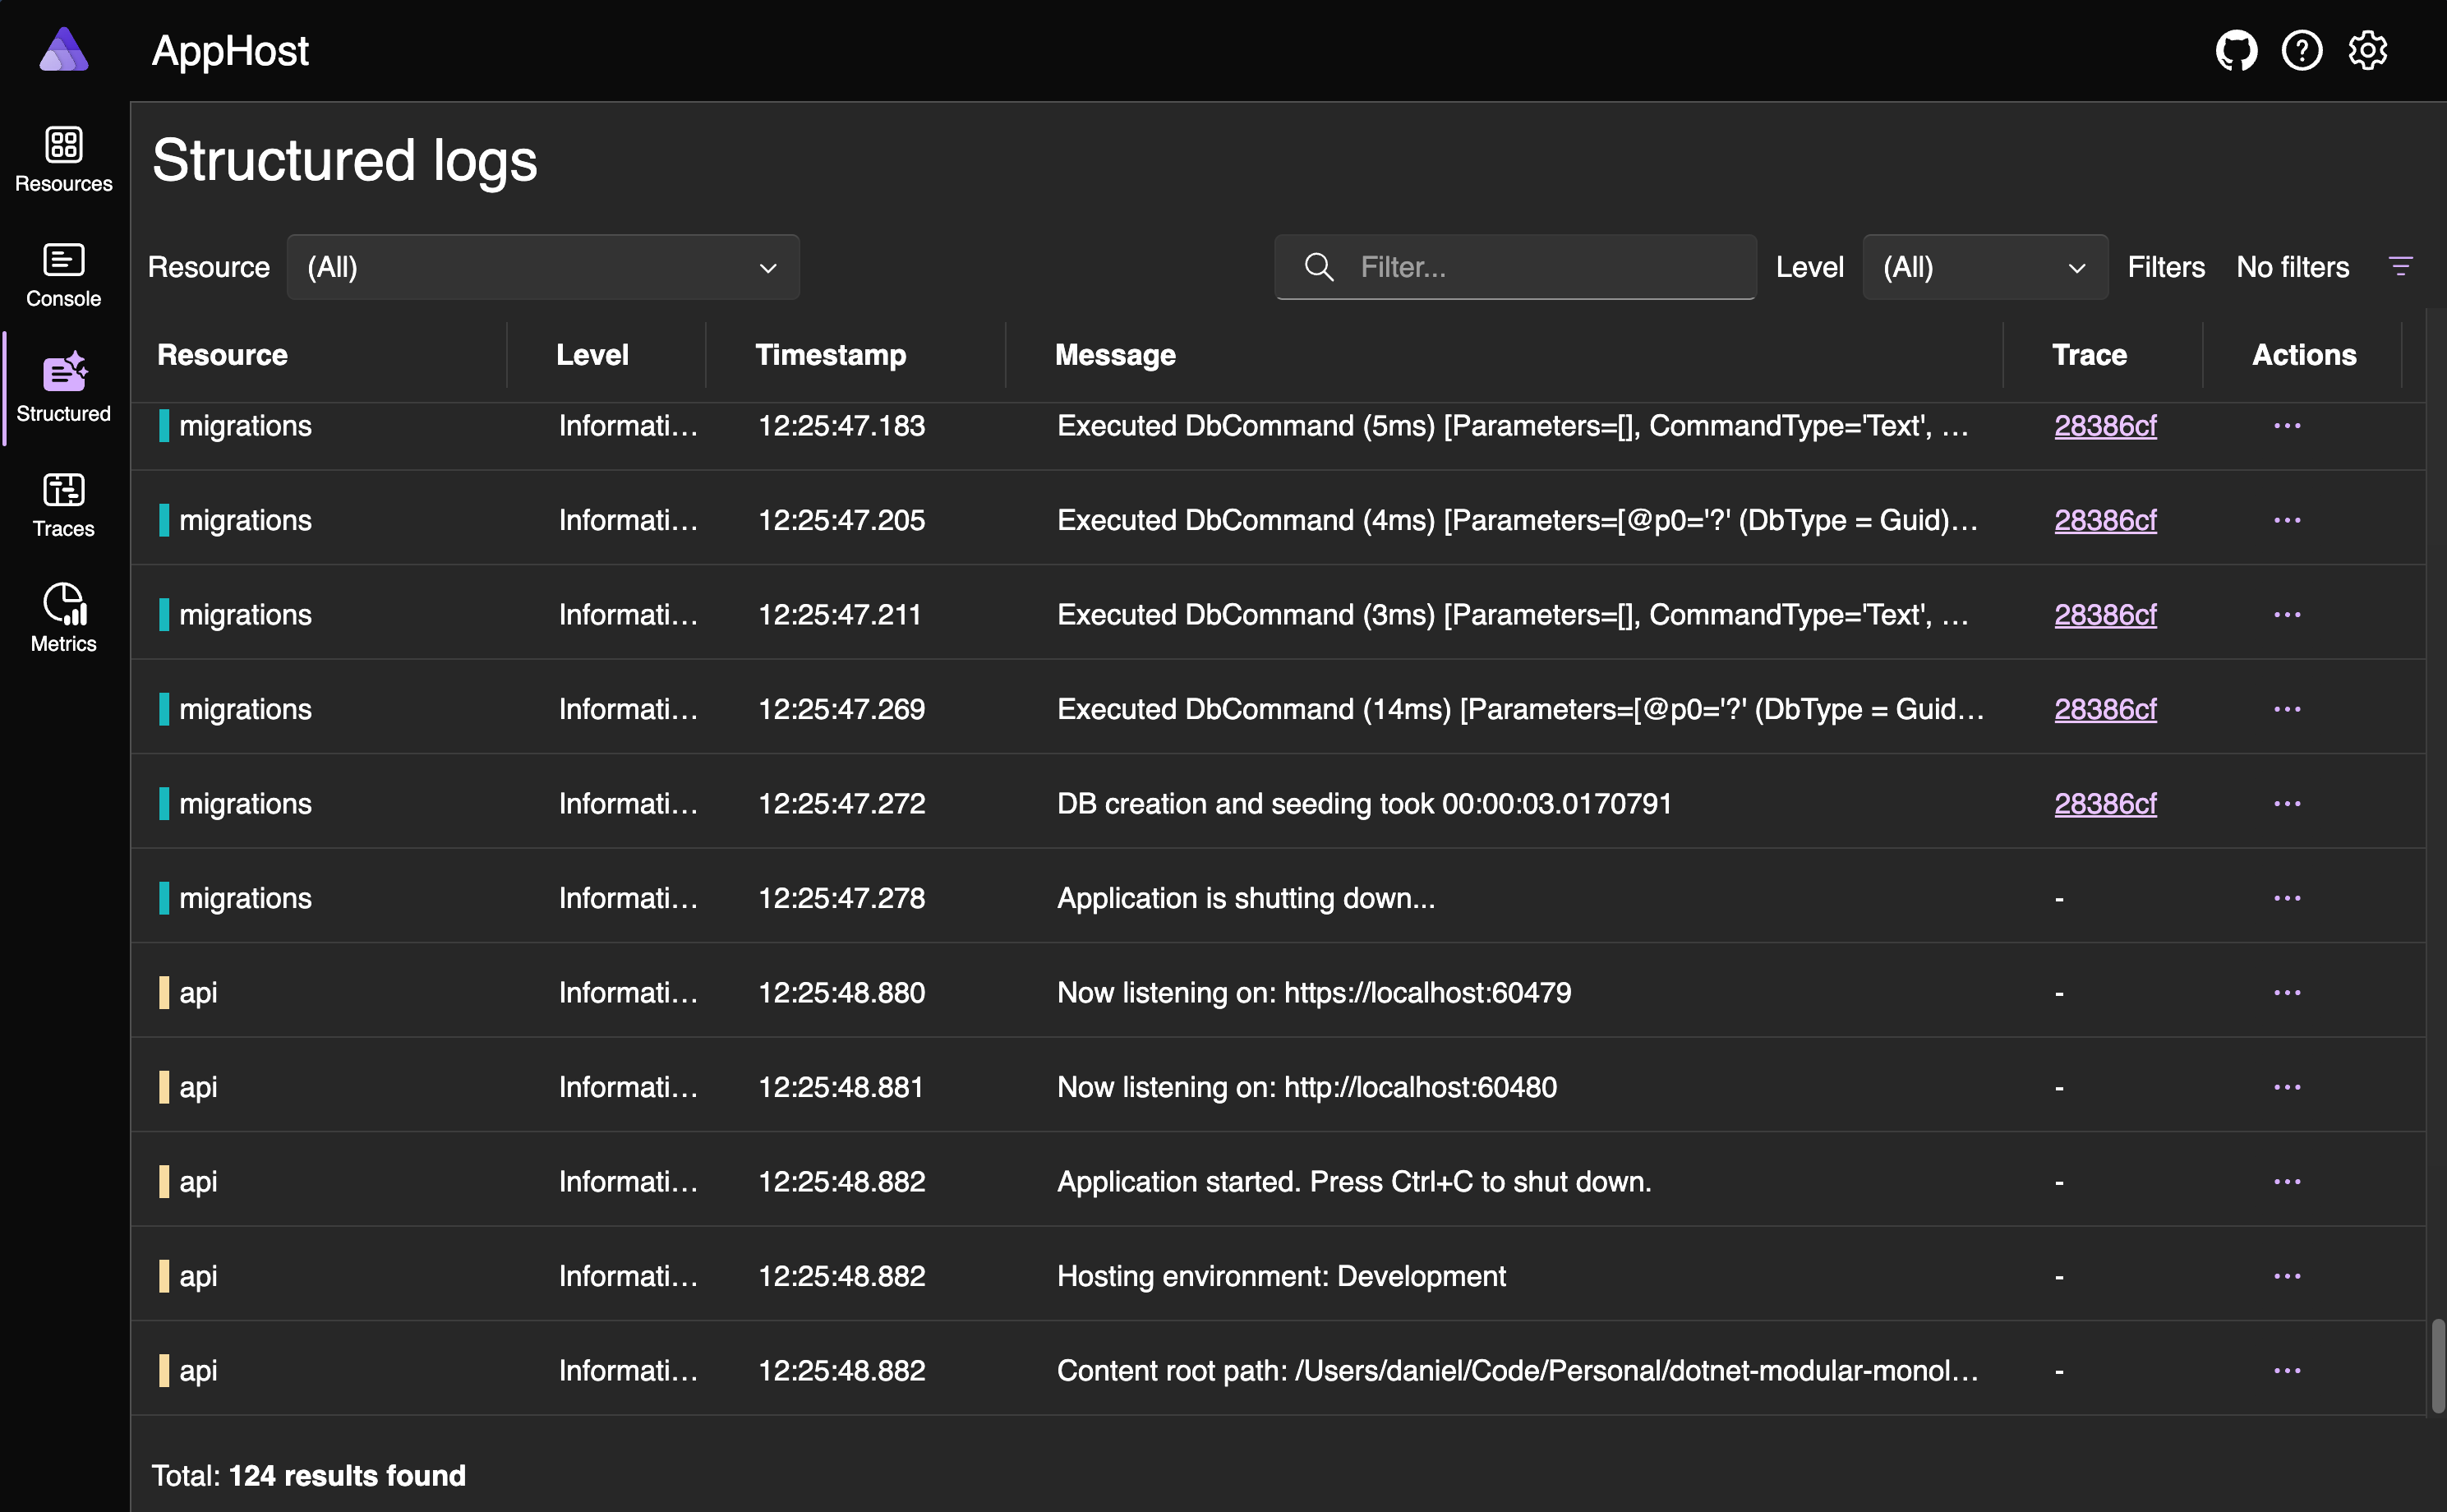 AppHost
Resources
Console
Structured
Traces
Metrics
Structured logs
Resource (All) Filter... Level (All) Filters No filters
Resource Level Timestamp Message Trace Actions
migrations Informati... 12:25:47.183 Executed DbCommand (5ms) [Parameters=[], CommandType='Text', ... 28386cf ...
migrations Informati... 12:25:47.205 Executed DbCommand (4ms) [Parameters=[@p0='?' (DbType = Guid)... 28386cf ...
migrations Informati... 12:25:47.211 Executed DbCommand (3ms) [Parameters=[], CommandType='Text', ... 28386cf ...
migrations Informati... 12:25:47.269 Executed DbCommand (14ms) [Parameters=[@p0='?' (DbType = Guid... 28386cf ...
migrations Informati... 12:25:47.272 DB creation and seeding took 00:00:03.0170791 28386cf ...
migrations Informati... 12:25:47.278 Application is shutting down... - ...
api Informati... 12:25:48.880 Now listening on: https://localhost:60479 - ...
api Informati... 12:25:48.881 Now listening on: http://localhost:60480 - ...
api Informati... 12:25:48.882 Application started. Press Ctrl+C to shut down. - ...
api Informati... 12:25:48.882 Hosting environment: Development - ...
api Informati... 12:25:48.882 Content root path: /Users/daniel/Code/Personal/dotnet-modular-monol... - ...
Total: 124 results found